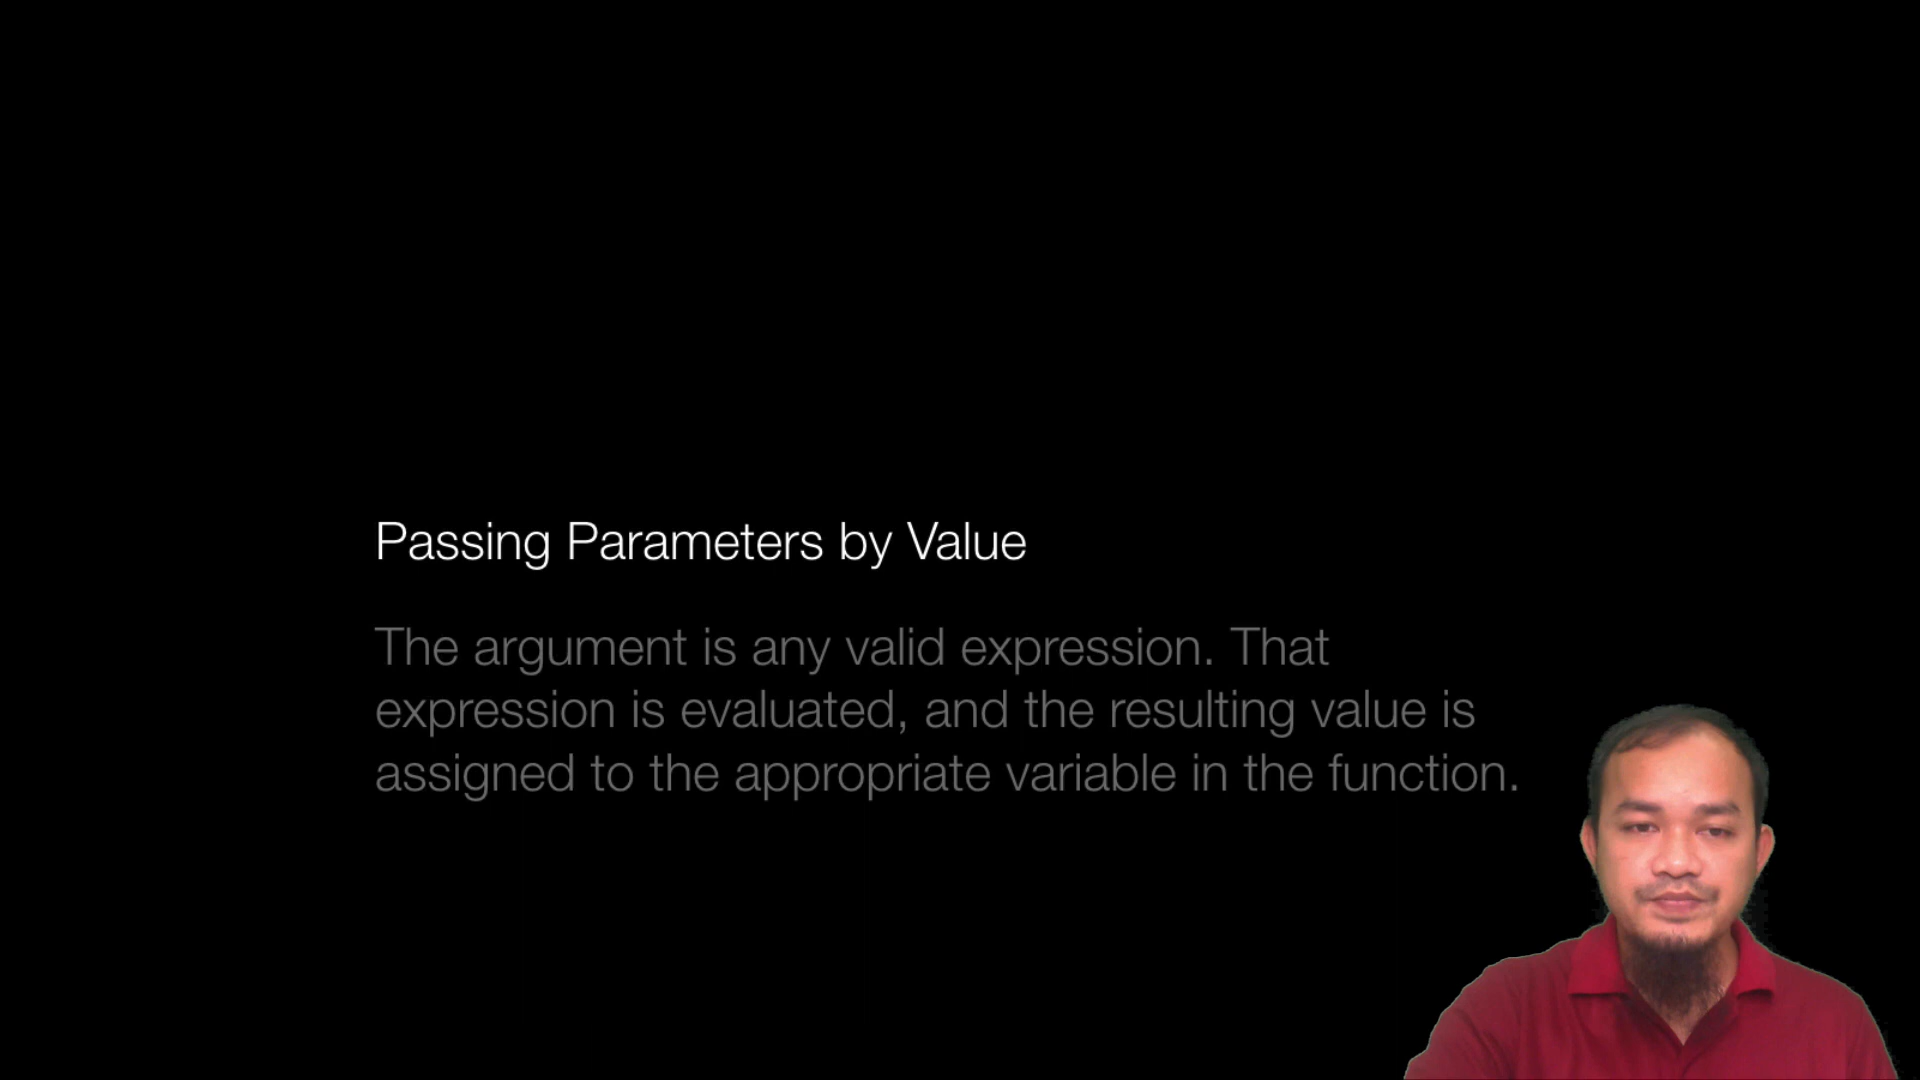 Passing Parameters by Value
The argument is any valid expression. That
expression is evaluated, and the resulting value is
assigned to the appropriate variable in the function.